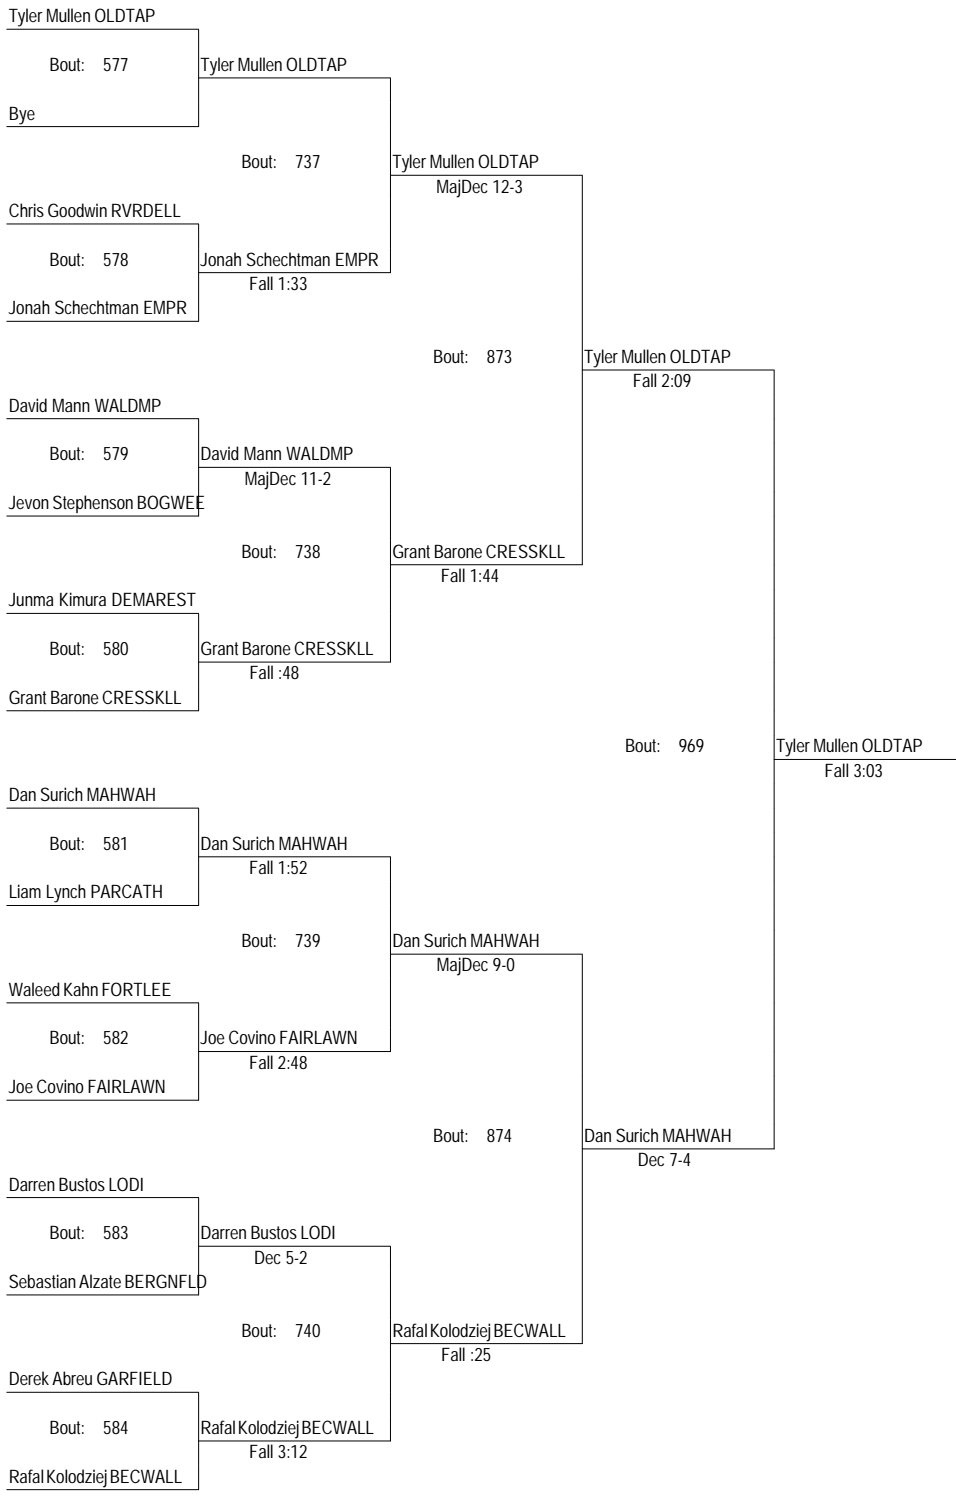 Tyler Mullen OLDTAP
Bout: 577
Tyler Mullen OLDTAP
Bye
Bout: 737
Tyler Mullen OLDTAP
MajDec 12-3
Chris Goodwin RVRDELL
Bout: 578
Jonah Schechtman EMPR
Fall 1:33
Jonah Schechtman EMPR
Bout: 873
Tyler Mullen OLDTAP
Fall 2:09
David Mann WALDMP
Bout: 579
David Mann WALDMP
MajDec 11-2
Jevon Stephenson BOGWEE
Bout: 738
Grant Barone CRESSKLL
Fall 1:44
Junma Kimura DEMAREST
Bout: 580
Grant Barone CRESSKLL
Fall :48
Grant Barone CRESSKLL
Bout: 969
Tyler Mullen OLDTAP
Fall 3:03
Dan Surich MAHWAH
Bout: 581
Dan Surich MAHWAH
Fall 1:52
Liam Lynch PARCATH
Bout: 739
Dan Surich MAHWAH
MajDec 9-0
Waleed Kahn FORTLEE
Bout: 582
Joe Covino FAIRLAWN
Fall 2:48
Joe Covino FAIRLAWN
Bout: 874
Dan Surich MAHWAH
Dec 7-4
Darren Bustos LODI
Bout: 583
Darren Bustos LODI
Dec 5-2
Sebastian Alzate BERGNFLD
Bout: 740
Rafal Kolodziej BECWALL
Fall :25
Derek Abreu GARFIELD
Bout: 584
Rafal Kolodziej BECWALL
Fall 3:12
Rafal Kolodziej BECWALL